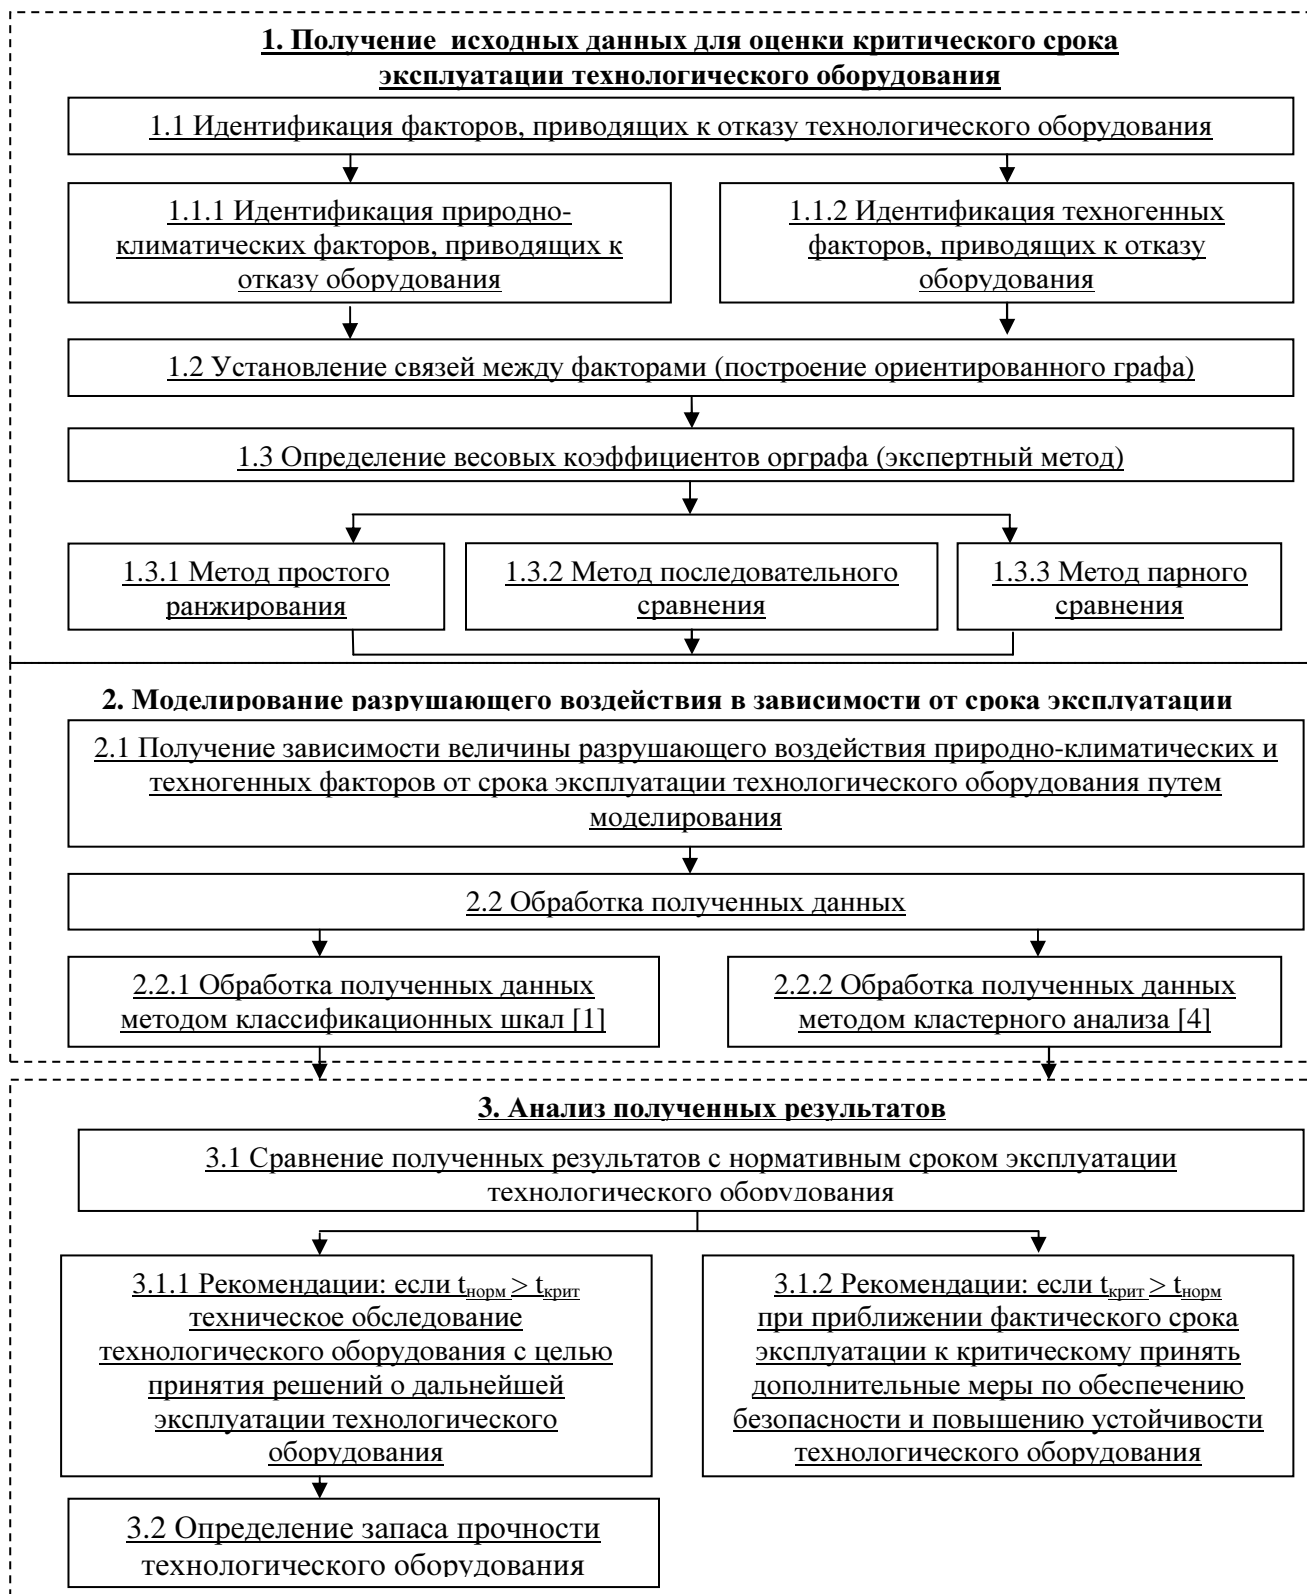 1. Получение исходных данных для оценки критического срока
эксплуатации технологического оборудования
1.1 Идентификация факторов, приводящих к отказу технологического оборудования
1.1.1 Идентификация природно-
климатических факторов, приводящих к
отказу оборудования
1.1.2 Идентификация техногенных
факторов, приводящих к отказу
оборудования
1.2 Установление связей между факторами (построение ориентированного графа)
1.3 Определение весовых коэффициентов орграфа (экспертный метод)
1.3.1 Метод простого
ранжирования
1.3.2 Метод последовательного
сравнения
1.3.3 Метод парного
сравнения
2. Моделирование разрушающего воздействия в зависимости от срока эксплуатации
2.1 Получение зависимости величины разрушающего воздействия природно-климатических и
техногенных факторов от срока эксплуатации технологического оборудования путем
моделирования
2.2 Обработка полученных данных
2.2.1 Обработка полученных данных
методом классификационных шкал [1]
2.2.2 Обработка полученных данных
методом кластерного анализа [4]
3. Анализ полученных результатов
3.1 Сравнение полученных результатов с нормативным сроком эксплуатации
технологического оборудования
3.1.1 Рекомендации: если tнорм > tкрит
техническое обследование
технологического оборудования с целью
принятия решений о дальнейшей
эксплуатации технологического
оборудования
3.1.2 Рекомендации: если tкрит > tнорм
при приближении фактического срока
эксплуатации к критическому принять
дополнительные меры по обеспечению
безопасности и повышению устойчивости
технологического оборудования
3.2 Определение запаса прочности
технологического оборудования